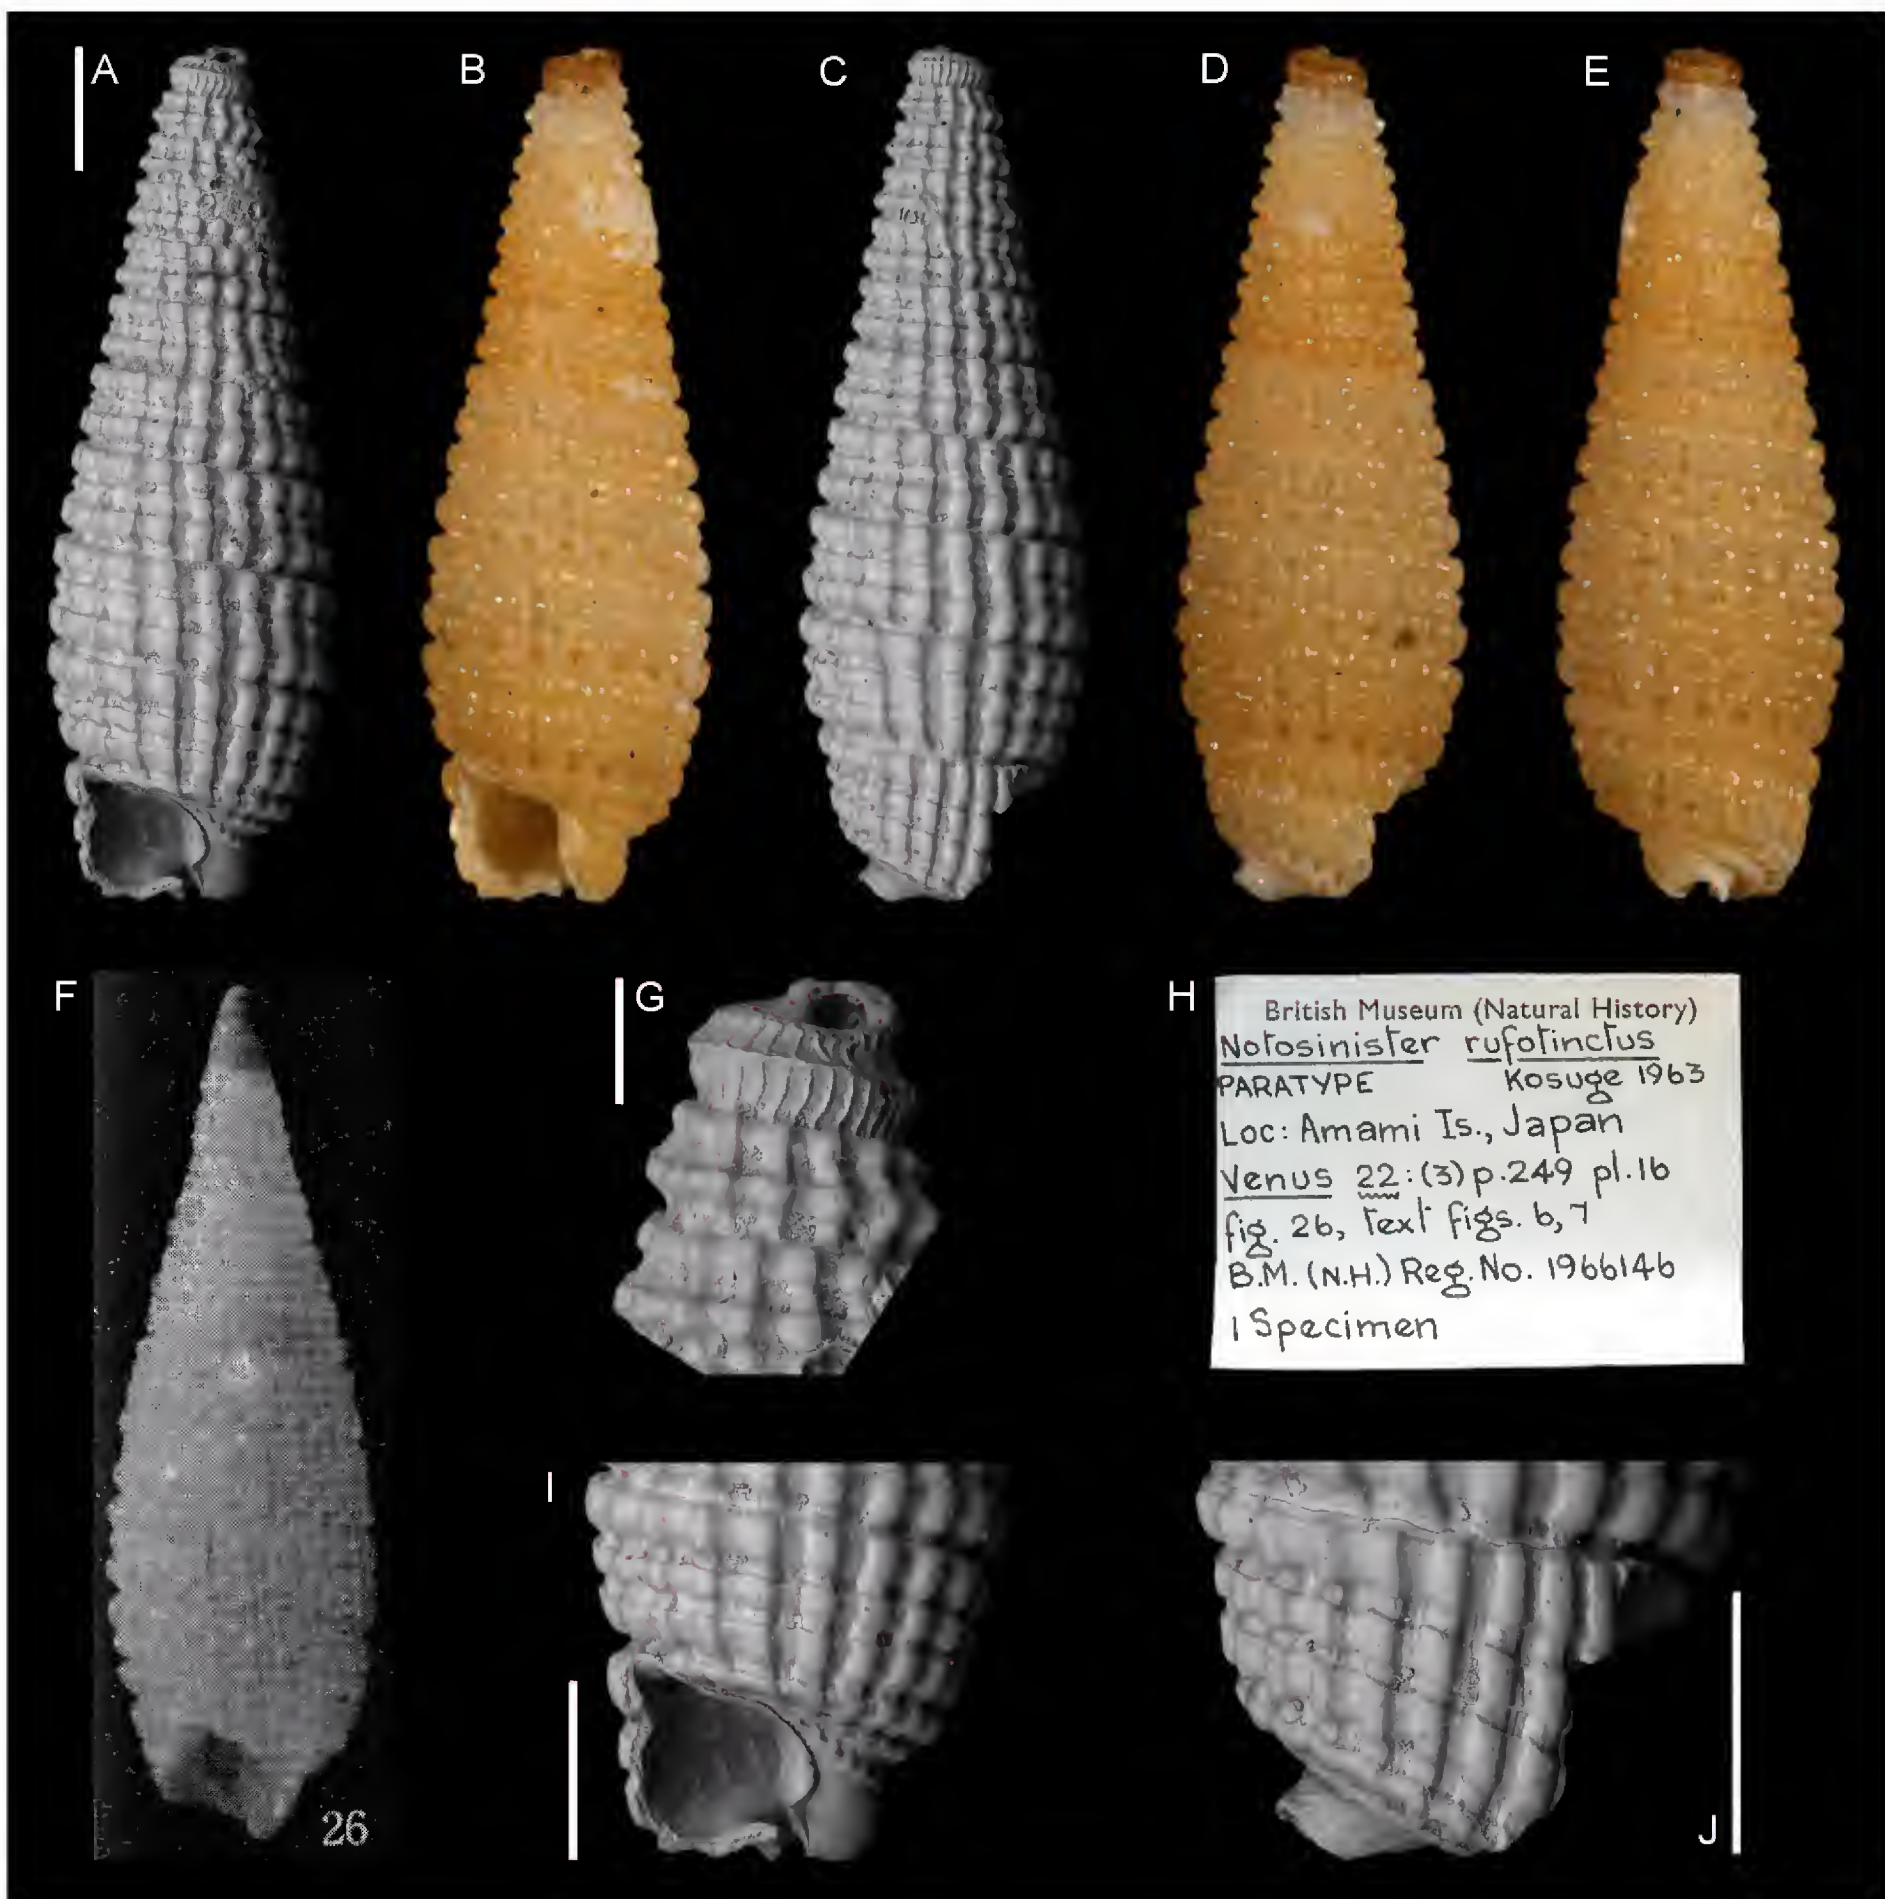 A
B
C
D
E
F
26
G
H
British Museum (Natural History)
Notosinister rufotinctus
PARATYPE Kosuge 1963
Loc: Amami Is., Japan
Venus 22:(3) p.249 pl.16
fig. 26, text figs. 6, 7
B.M. (N.H.) Reg. No. 1966146
1 Specimen
I
J